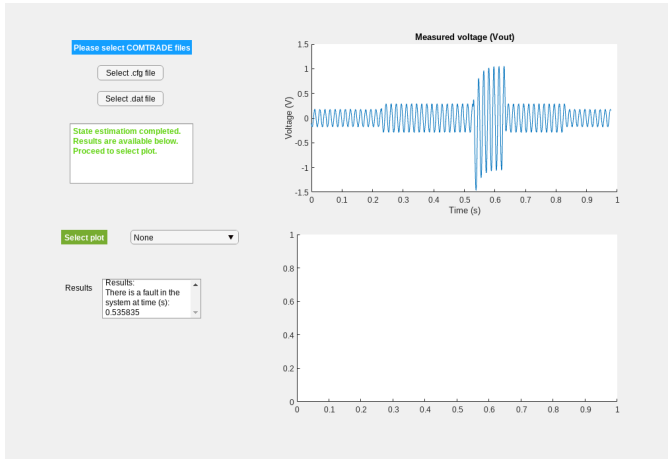 Please select COMTRADE files
Select .cfg file
Select .dat file
State estimatiom completed.
Results are available below.
Proceed to select plot.
Measured voltage (Vout)
Voltage (V)
1.5
1
0.5
0
-0.5
-1
-1.5
0 0.1 0.2 0.3 0.4 0.5 0.6 0.7 0.8 0.9 1
Time (s)
Select plot
None
Results
Results:
There is a fault in the
system at time (s):
0.535835
1
0.8
0.6
0.4
0.2
0
0 0.1 0.2 0.3 0.4 0.5 0.6 0.7 0.8 0.9 1